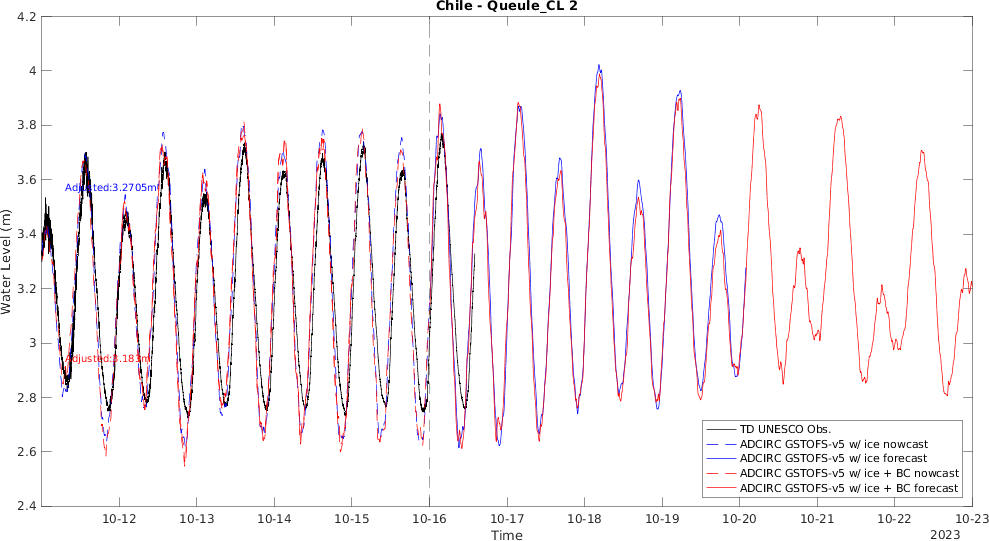 Chile - Queule_CL 2
4.2
4
3.8
3.6
3.4
3.2
3
2.8
2.6
2.4
Water Level (m)
Adjusted:3.2705m
Adjusted:3.183m
TD UNESCO Obs.
ADCIRC GSTOFS-v5 w/ ice nowcast
ADCIRC GSTOFS-v5 w/ ice forecast
ADCIRC GSTOFS-v5 w/ ice + BC nowcast
ADCIRC GSTOFS-v5 w/ ice + BC forecast
10-12 10-13 10-14 10-15 10-16 10-17 10-18 10-19 10-20 10-21 10-22 10-23
Time
2023